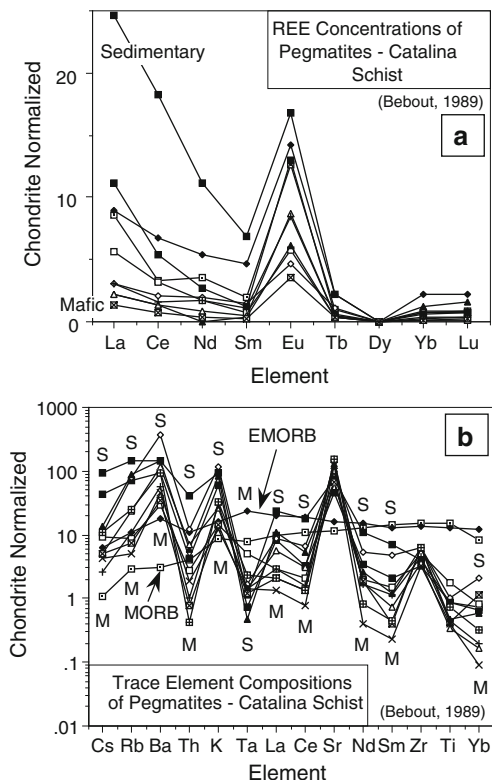 REE Concentrations of
Pegmatites - Catalina
Schist
(Bebout, 1989)
a
Sedimentary
Mafic
Chondrite Normalized
20
10
0
La Ce Nd Sm Eu Tb Dy Yb Lu
Element
b
Chondrite Normalized
1000
100
10
1
.1
.01
S S S S S S S S S
EMORB
M
M M MORB M M M M S M M M M
Trace Element Compositions
of Pegmatites - Catalina Schist
(Bebout, 1989)
Cs Rb Ba Th K Ta La Ce Sr Nd Sm Zr Ti Yb
Element